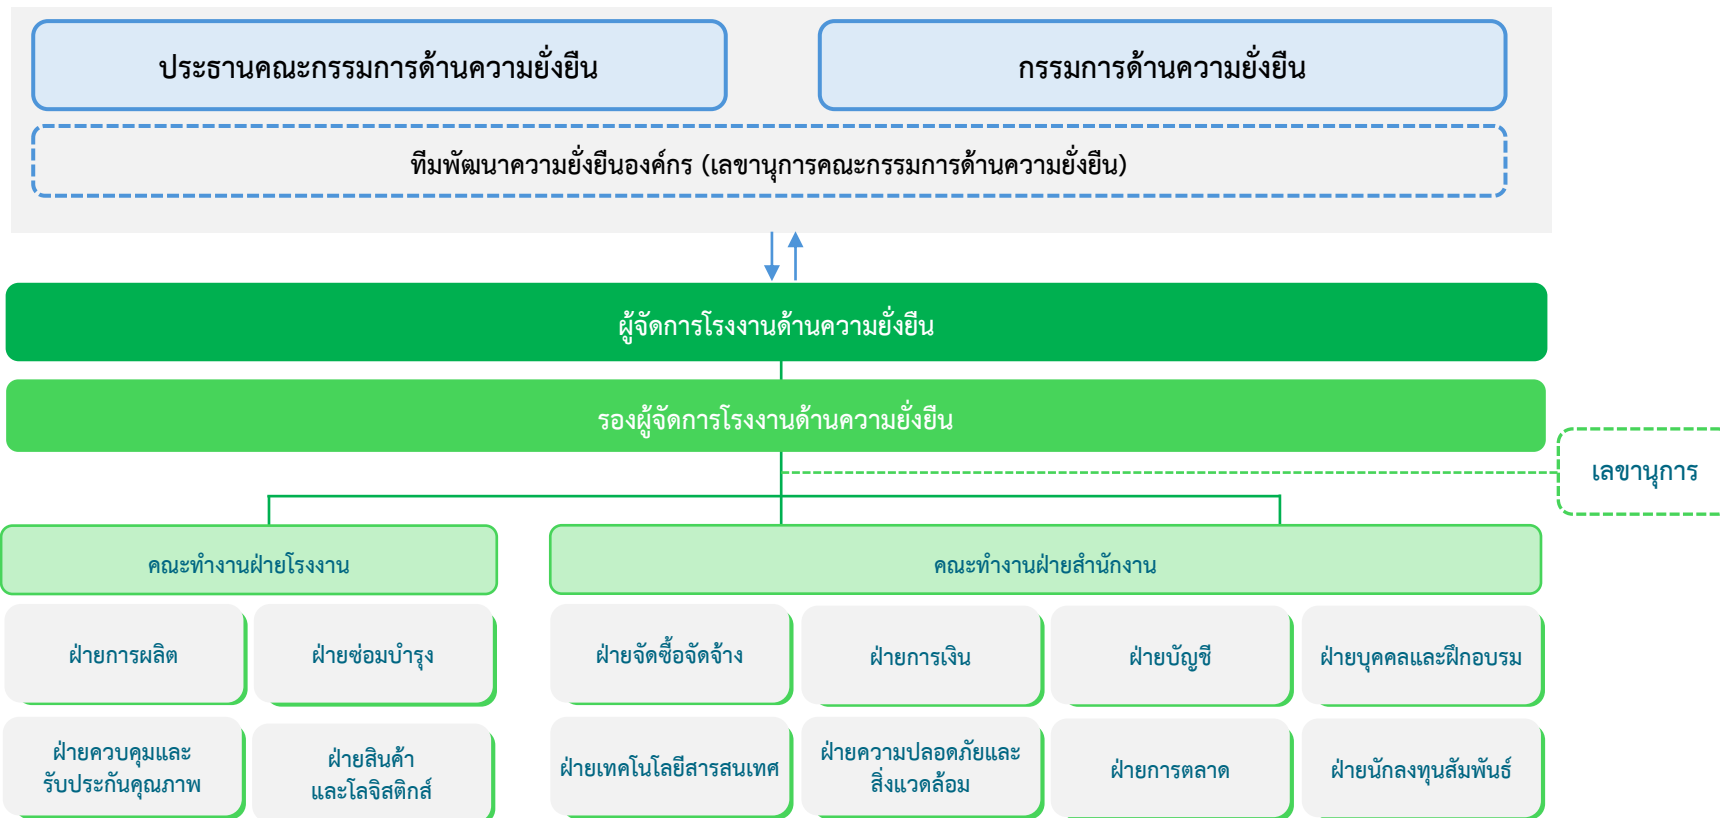 ประธานคณะกรรมการด้านความยั่งยืน
กรรมการด้านความยั่งยืน
ทีมพัฒนาความยั่งยืนองค์กร (เลขานุการคณะกรรมการด้านความยั่งยืน)
ผู้จัดการโรงงานด้านความยั่งยืน
รองผู้จัดการโรงงานด้านความยั่งยืน
เลขานุการ
คณะทำงานฝ่ายโรงงาน
คณะทำงานฝ่ายสำนักงาน
ฝ่ายการผลิต
ฝ่ายซ่อมบำรุง
ฝ่ายจัดซื้อจัดจ้าง
ฝ่ายการเงิน
ฝ่ายบัญชี
ฝ่ายบุคคลและฝึกอบรม
ฝ่ายควบคุมและ
รับประกันคุณภาพ
ฝ่ายสินค้า
และโลจิสติกส์
ฝ่ายเทคโนโลยีสารสนเทศ
ฝ่ายความปลอดภัยและ
สิ่งแวดล้อม
ฝ่ายการตลาด
ฝ่ายนักลงทุนสัมพันธ์